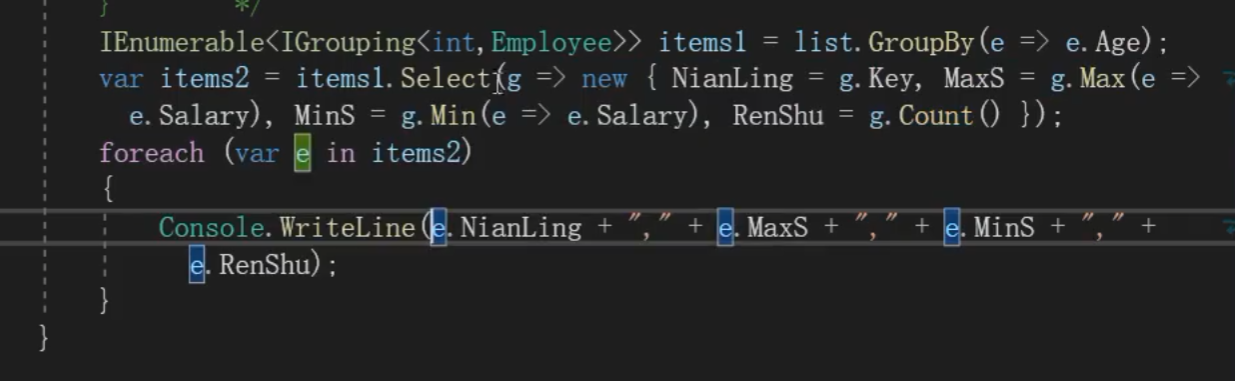 }        */
IEnumerable<IGrouping<int,Employee>> items1 = list.GroupBy(e => e.Age);
var items2 = items1.Select(g => new { NianLing = g.Key, MaxS = g.Max(e =>
e.Salary), MinS = g.Min(e => e.Salary), RenShu = g.Count() });
foreach (var e in items2)
{
Console.WriteLine(e.NianLing + "," + e.MaxS + "," + e.MinS + "," +
e.RenShu);
}
}